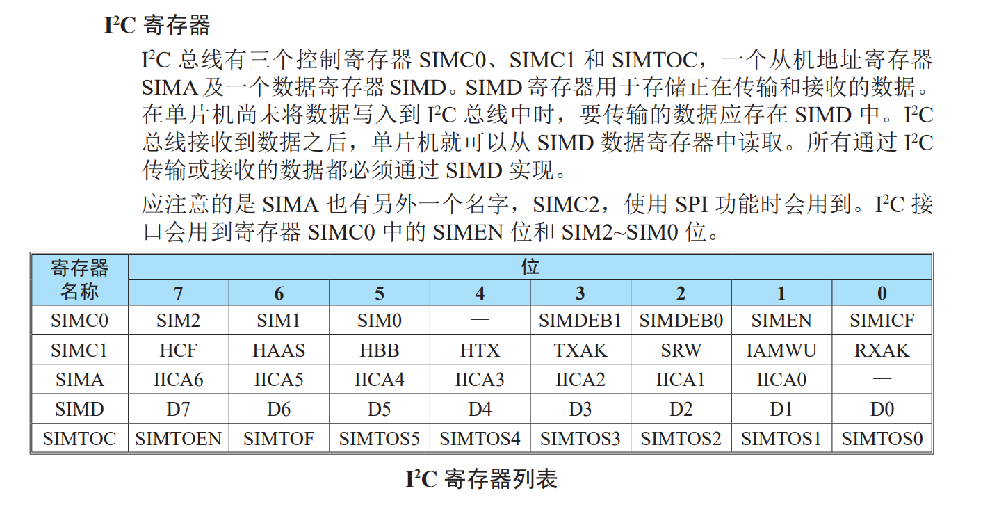 I²C 寄存器
I²C 总线有三个控制寄存器 SIMC0、SIMC1 和 SIMTOC，一个从机地址寄存器
SIMA 及一个数据寄存器 SIMD。SIMD 寄存器用于存储正在传输和接收的数据。
在单片机尚未将数据写入到 I²C 总线中时，要传输的数据应存在 SIMD 中。I²C
总线接收到数据之后，单片机就可以从 SIMD 数据寄存器中读取。所有通过 I²C
传输或接收的数据都必须通过 SIMD 实现。
应注意的是 SIMA 也有另外一个名字，SIMC2，使用 SPI 功能时会用到。I²C 接
口会用到寄存器 SIMC0 中的 SIMEN 位和 SIM2~SIM0 位。
寄存器
名称
位
7 6 5 4 3 2 1 0
SIMC0 SIM2 SIM1 SIM0 — SIMDEB1 SIMDEB0 SIMEN SIMICF
SIMC1 HCF HAAS HBB HTX TXAK SRW IAMWU RXAK
SIMA IICA6 IICA5 IICA4 IICA3 IICA2 IICA1 IICA0 —
SIMD D7 D6 D5 D4 D3 D2 D1 D0
SIMTOC SIMTOEN SIMTOF SIMTOS5 SIMTOS4 SIMTOS3 SIMTOS2 SIMTOS1 SIMTOS0
I²C 寄存器列表